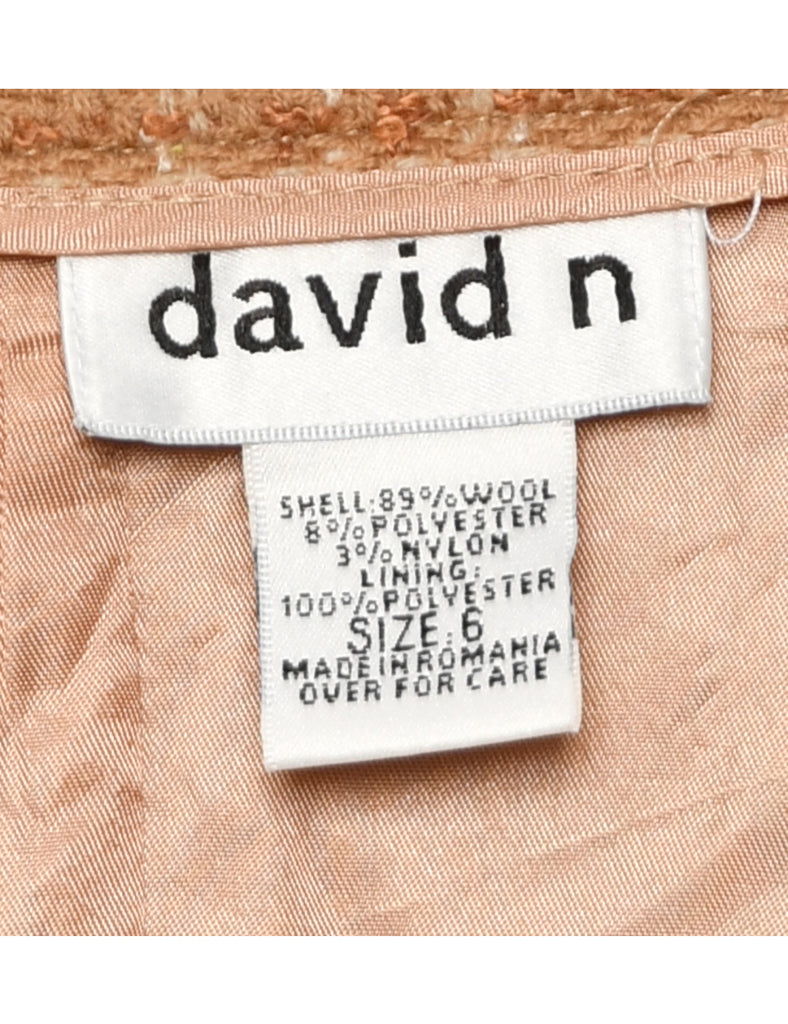 david n
SHELL:89%WOOL
8%POLYESTER
3%NYLON
LINING:
100%POLYESTER
SIZE:6
MADE IN ROMANIA
OVER FOR CARE